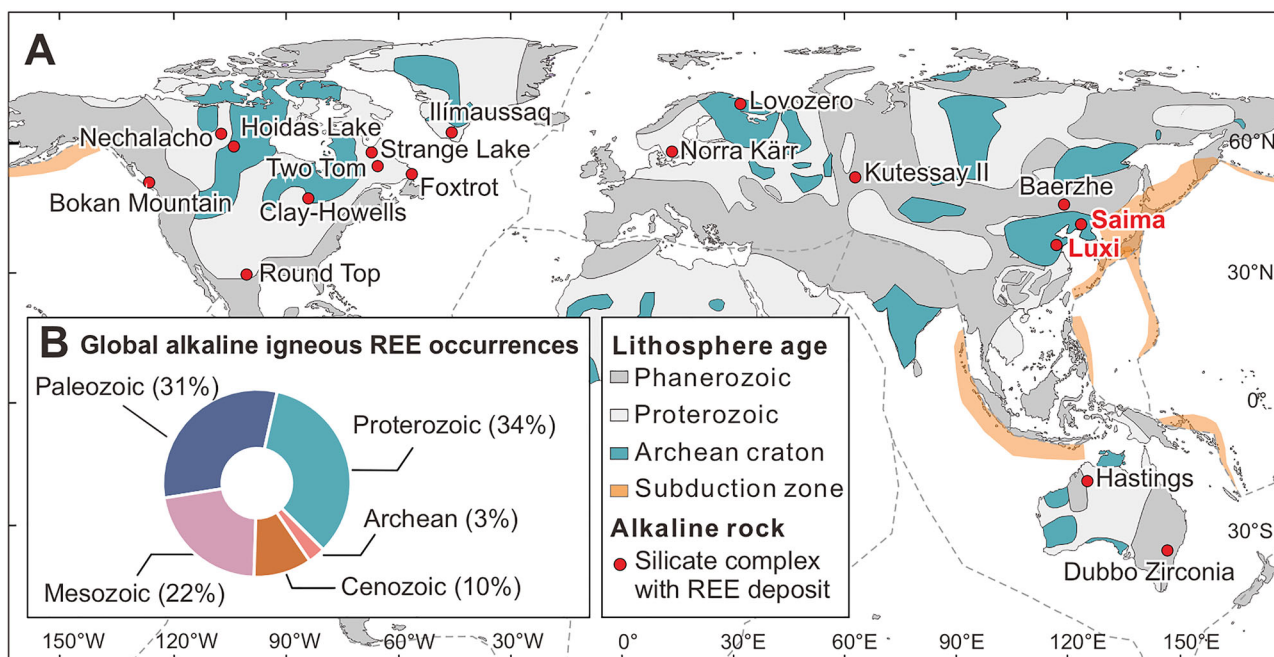 A
Ilímaussaq
Lovozero
Nechalacho
Hoidas Lake
Strange Lake
Norra Kärr
60°N
Two Tom
Kutessay II
Bokan Mountain
Foxtrot
Baerzhe
Clay-Howells
Saima
Luxi
Round Top
30°N
B Global alkaline igneous REE occurrences
Paleozoic (31%)
Proterozoic (34%)
Archean (3%)
Mesozoic (22%)
Cenozoic (10%)
Lithosphere age
Phanerozoic
Proterozoic
Archean craton
Subduction zone
Alkaline rock
Silicate complex
with REE deposit
0°
Hastings
30°S
Dubbo Zirconia
150°W 120°W 90°W 60°W 30°W 0° 30°E 60°E 90°E 120°E 150°E